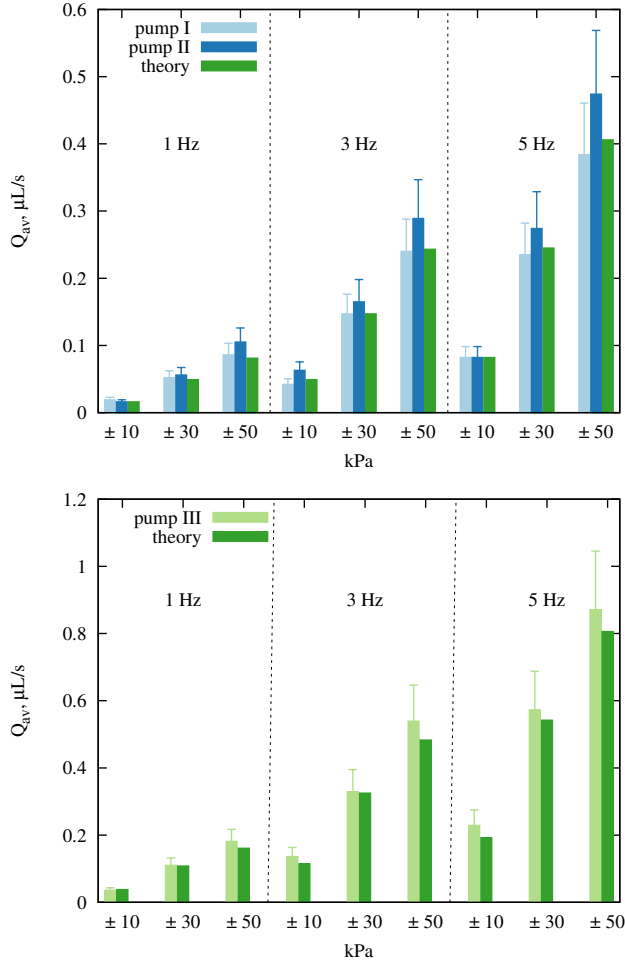 0.6
0.5
0.4
0.3
0.2
0.1
0
Q_av, μL/s
pump I
pump II
theory
1 Hz 3 Hz 5 Hz
± 10 ± 30 ± 50 ± 10 ± 30 ± 50 ± 10 ± 30 ± 50
kPa
1.2
1
0.8
0.6
0.4
0.2
0
Q_av, μL/s
pump III
theory
1 Hz 3 Hz 5 Hz
± 10 ± 30 ± 50 ± 10 ± 30 ± 50 ± 10 ± 30 ± 50
kPa